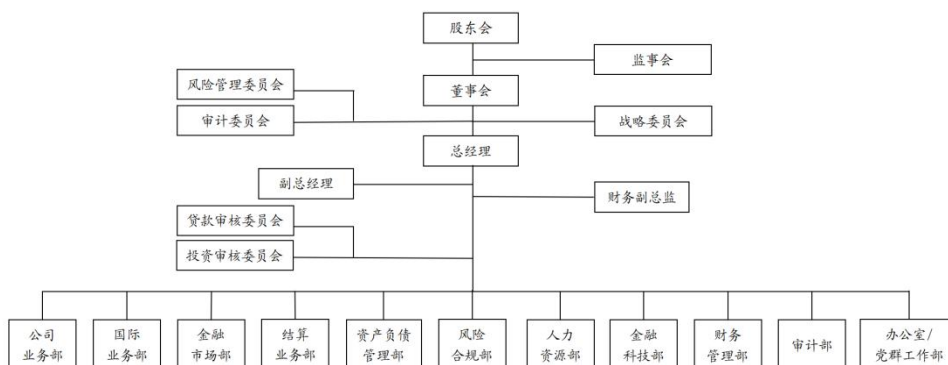 股东会
监事会
风险管理委员会
董事会
审计委员会
战略委员会
总经理
副总经理
财务副总监
贷款审核委员会
投资审核委员会
公司
业务部
国际
业务部
金融
市场部
结算
业务部
资产负债
管理部
风险
合规部
人力
资源部
金融
科技部
财务
管理部
审计部
办公室/
党群工作部